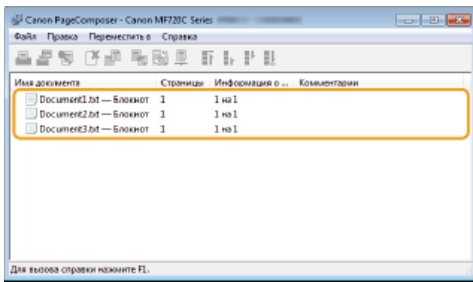 Canon PageComposer - Canon MF720C Series
Файл Правка Переместить в Справка
Имя документа Страницы Информация о ... Комментарии
Document1.txt — Блокнот 1 1 на 1
Document2.txt — Блокнот 1 1 на 1
Document3.txt — Блокнот 1 1 на 1
Для вызова справки нажмите F1.